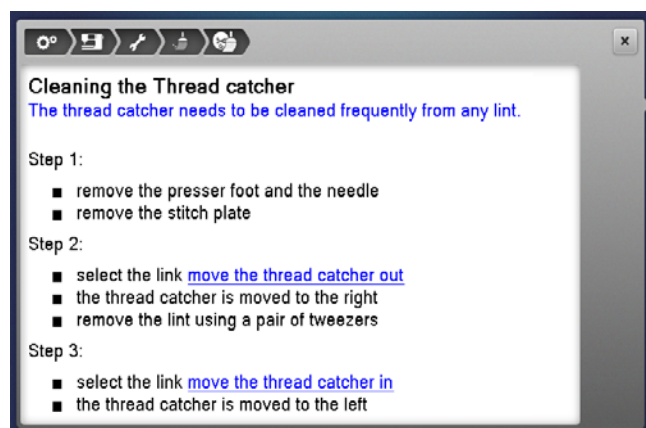 Cleaning the Thread catcher
The thread catcher needs to be cleaned frequently from any lint.
Step 1:
■ remove the presser foot and the needle
■ remove the stitch plate
Step 2:
■ select the link move the thread catcher out
■ the thread catcher is moved to the right
■ remove the lint using a pair of tweezers
Step 3:
■ select the link move the thread catcher in
■ the thread catcher is moved to the left